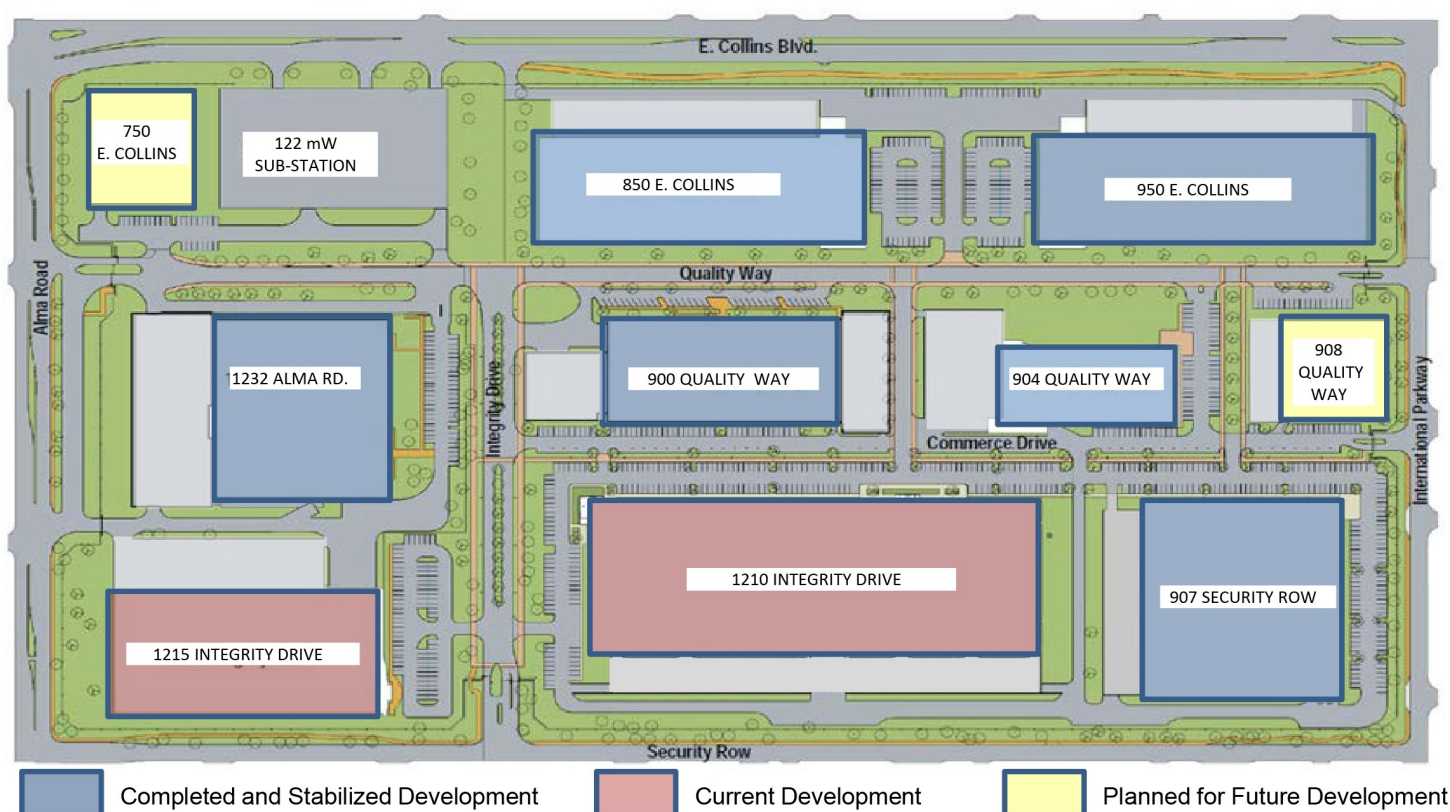 E. Collins Blvd.
750
E. COLLINS
122 mW
SUB-STATION
850 E. COLLINS
950 E. COLLINS
Alma Road
Quality Way
1232 ALMA RD.
Integrity Drive
900 QUALITY WAY
904 QUALITY WAY
908
QUALITY
WAY
International Parkway
Commerce Drive
1210 INTEGRITY DRIVE
907 SECURITY ROW
1215 INTEGRITY DRIVE
Security Row
Completed and Stabilized Development
Current Development
Planned for Future Development